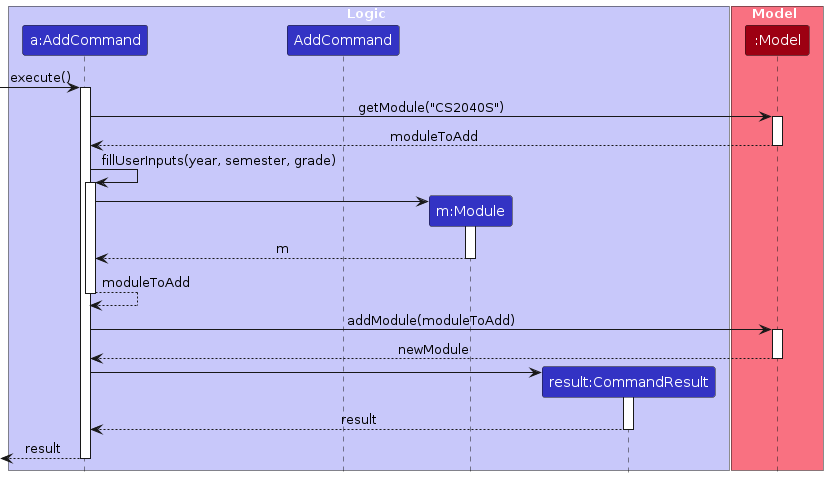 Logic
Model
a:AddCommand
AddCommand
:Model
execute()
getModule("CS2040S")
moduleToAdd
fillUserInputs(year, semester, grade)
m:Module
m
moduleToAdd
addModule(moduleToAdd)
newModule
result:CommandResult
result
result